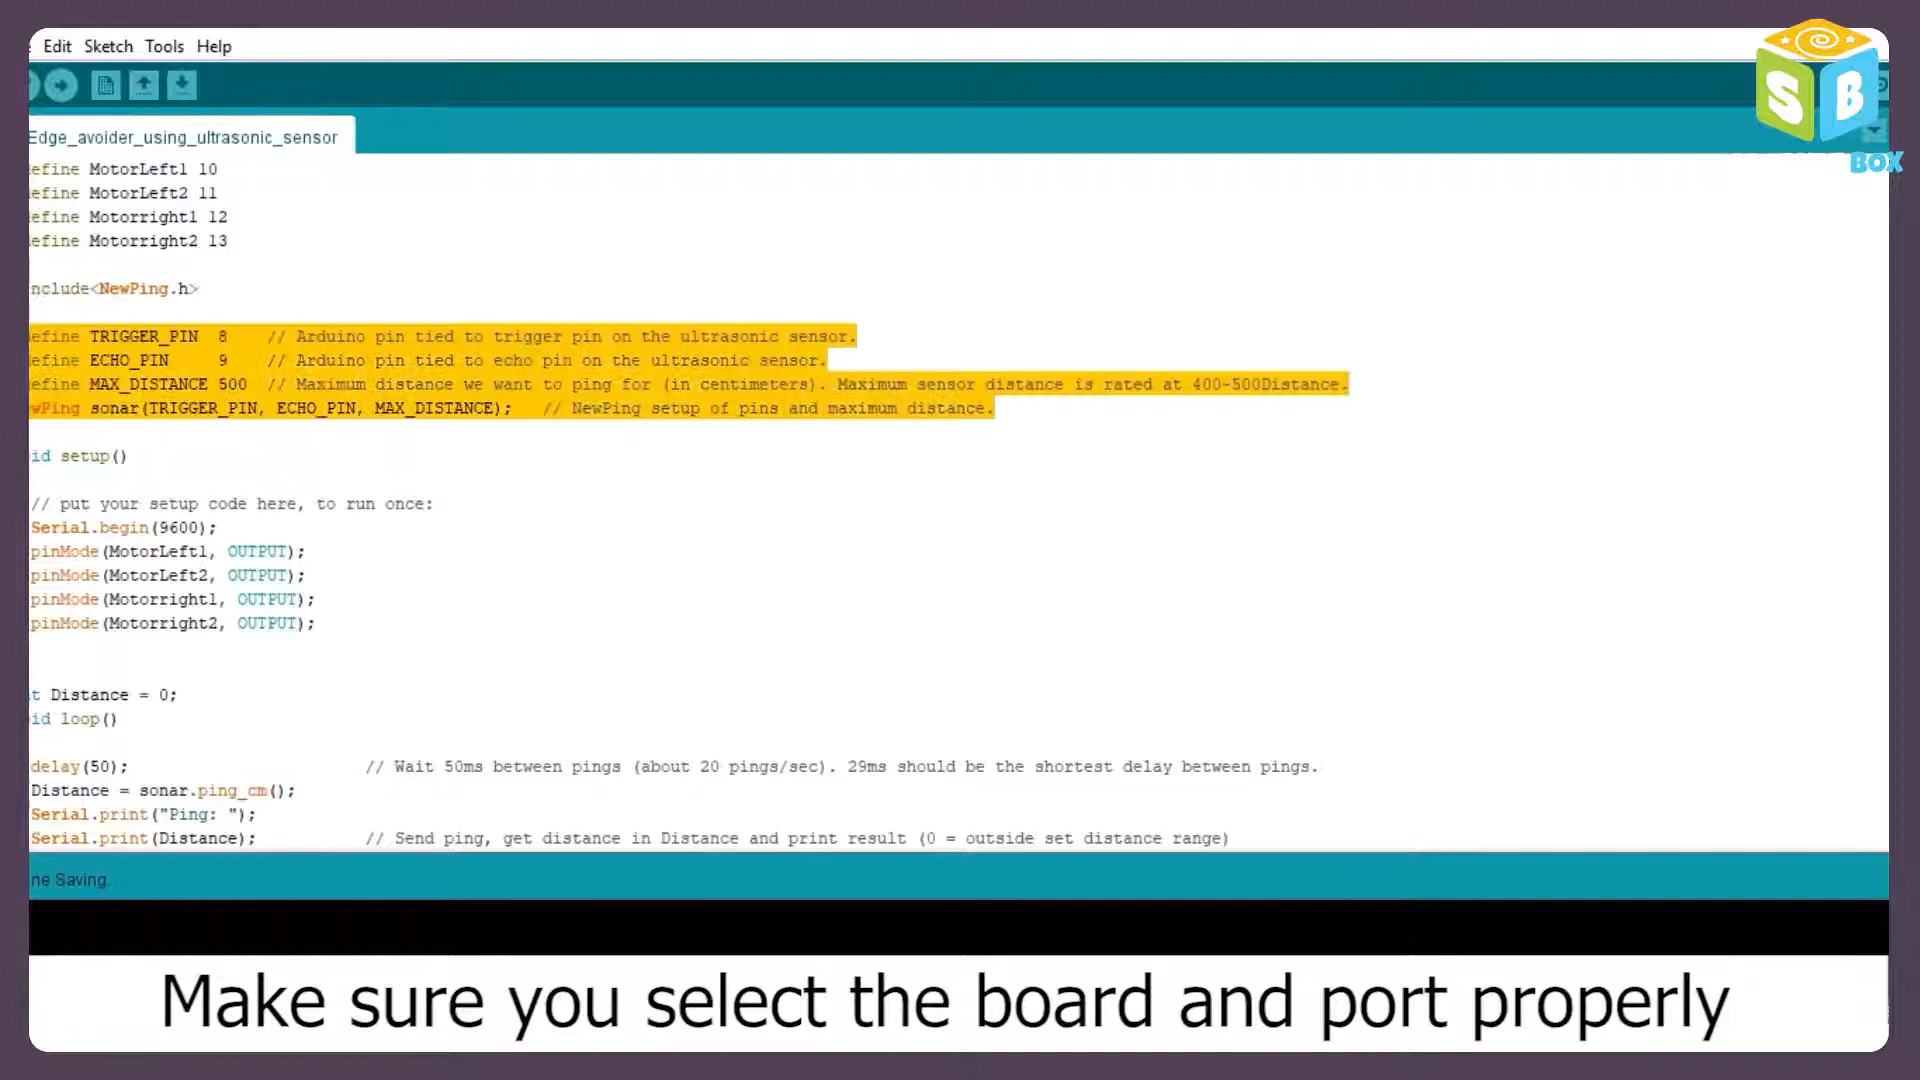 Edit Sketch Tools Help
S B
BOX
Edge_avoider_using_ultrasonic_sensor
efine MotorLeft1 10
efine MotorLeft2 11
efine Motorright1 12
efine Motorright2 13
nclude<NewPing.h>
efine TRIGGER_PIN 8 // Arduino pin tied to trigger pin on the ultrasonic sensor.
efine ECHO_PIN 9 // Arduino pin tied to echo pin on the ultrasonic sensor.
efine MAX_DISTANCE 500 // Maximum distance we want to ping for (in centimeters). Maximum sensor distance is rated at 400-500Distance.
wPing sonar(TRIGGER_PIN, ECHO_PIN, MAX_DISTANCE); // NewPing setup of pins and maximum distance.
id setup()
// put your setup code here, to run once:
Serial.begin(9600);
pinMode(MotorLeft1, OUTPUT);
pinMode(MotorLeft2, OUTPUT);
pinMode(Motorright1, OUTPUT);
pinMode(Motorright2, OUTPUT);
t Distance = 0;
id loop()
delay(50); // Wait 50ms between pings (about 20 pings/sec). 29ms should be the shortest delay between pings.
Distance = sonar.ping_cm();
Serial.print("Ping: ");
Serial.print(Distance); // Send ping, get distance in Distance and print result (0 = outside set distance range)
ne Saving.
Make sure you select the board and port properly